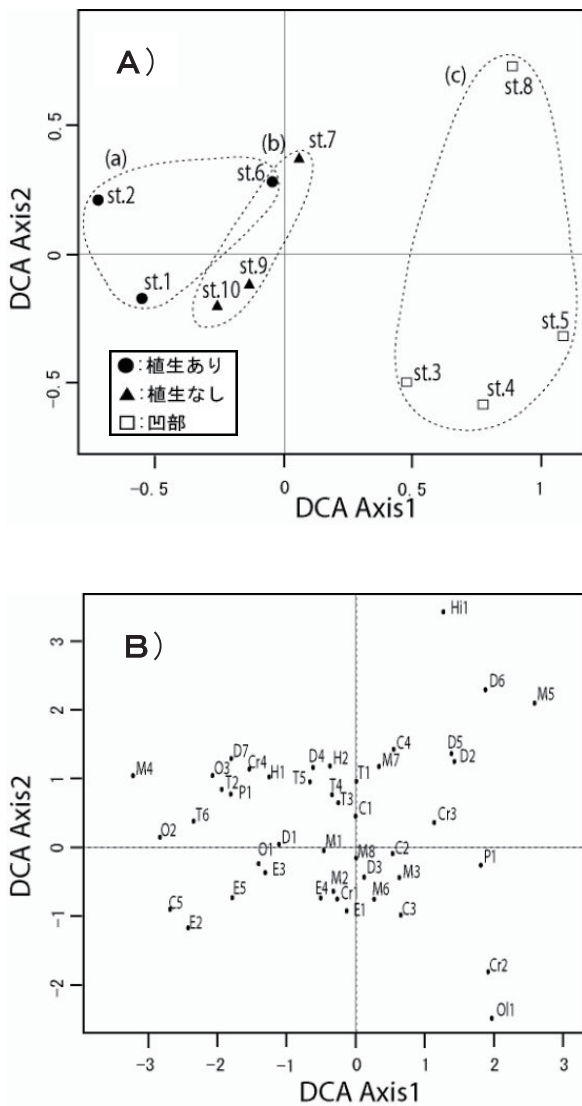 A)
(c)
st.8
0.5
(b)
st.7
(a)
st.6
st.2
DCA Axis2
0
st.9
st.1
st.10
st.5
●:植生あり
-0.5
st.3
st.4
▲:植生なし
□:凹部
-0.5
0
0.5
1
DCA Axis1
B)
Hi1
3
D6
M5
2
D7
D4
H2
C4
D5
M4
O3
Cr4
H1
M7
D2
1
T5
T1
T2
P1
T4
T3
T6
C1
Cr3
O2
D1
DCA Axis2
0
M1
M8
C2
P1
O1
E3
D3
M3
E5
M2
M6
C5
E4
Cr1
E1
C3
-1
E2
Cr2
-2
Ol1
-3
-2
-1
0
1
2
3
DCA Axis1